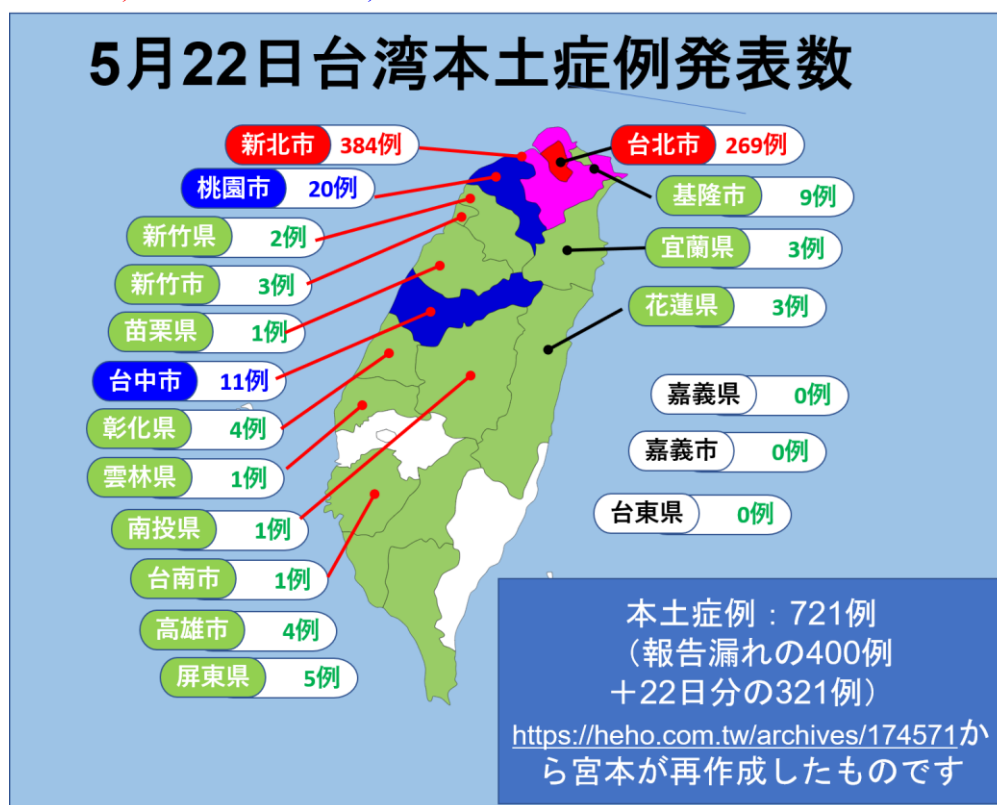 5月22日台湾本土症例発表数
新北市 384例
台北市 269例
桃園市 20例
基隆市 9例
新竹県 2例
宜蘭県 3例
新竹市 3例
花蓮県 3例
苗栗県 1例
台中市 11例
嘉義県 0例
彰化県 4例
嘉義市 0例
雲林県 1例
台東県 0例
南投県 1例
台南市 1例
高雄市 4例
屏東県 5例
本土症例：721例
（報告漏れの400例
＋22日分の321例）
https://heho.com.tw/archives/174571か
ら宮本が再作成したものです